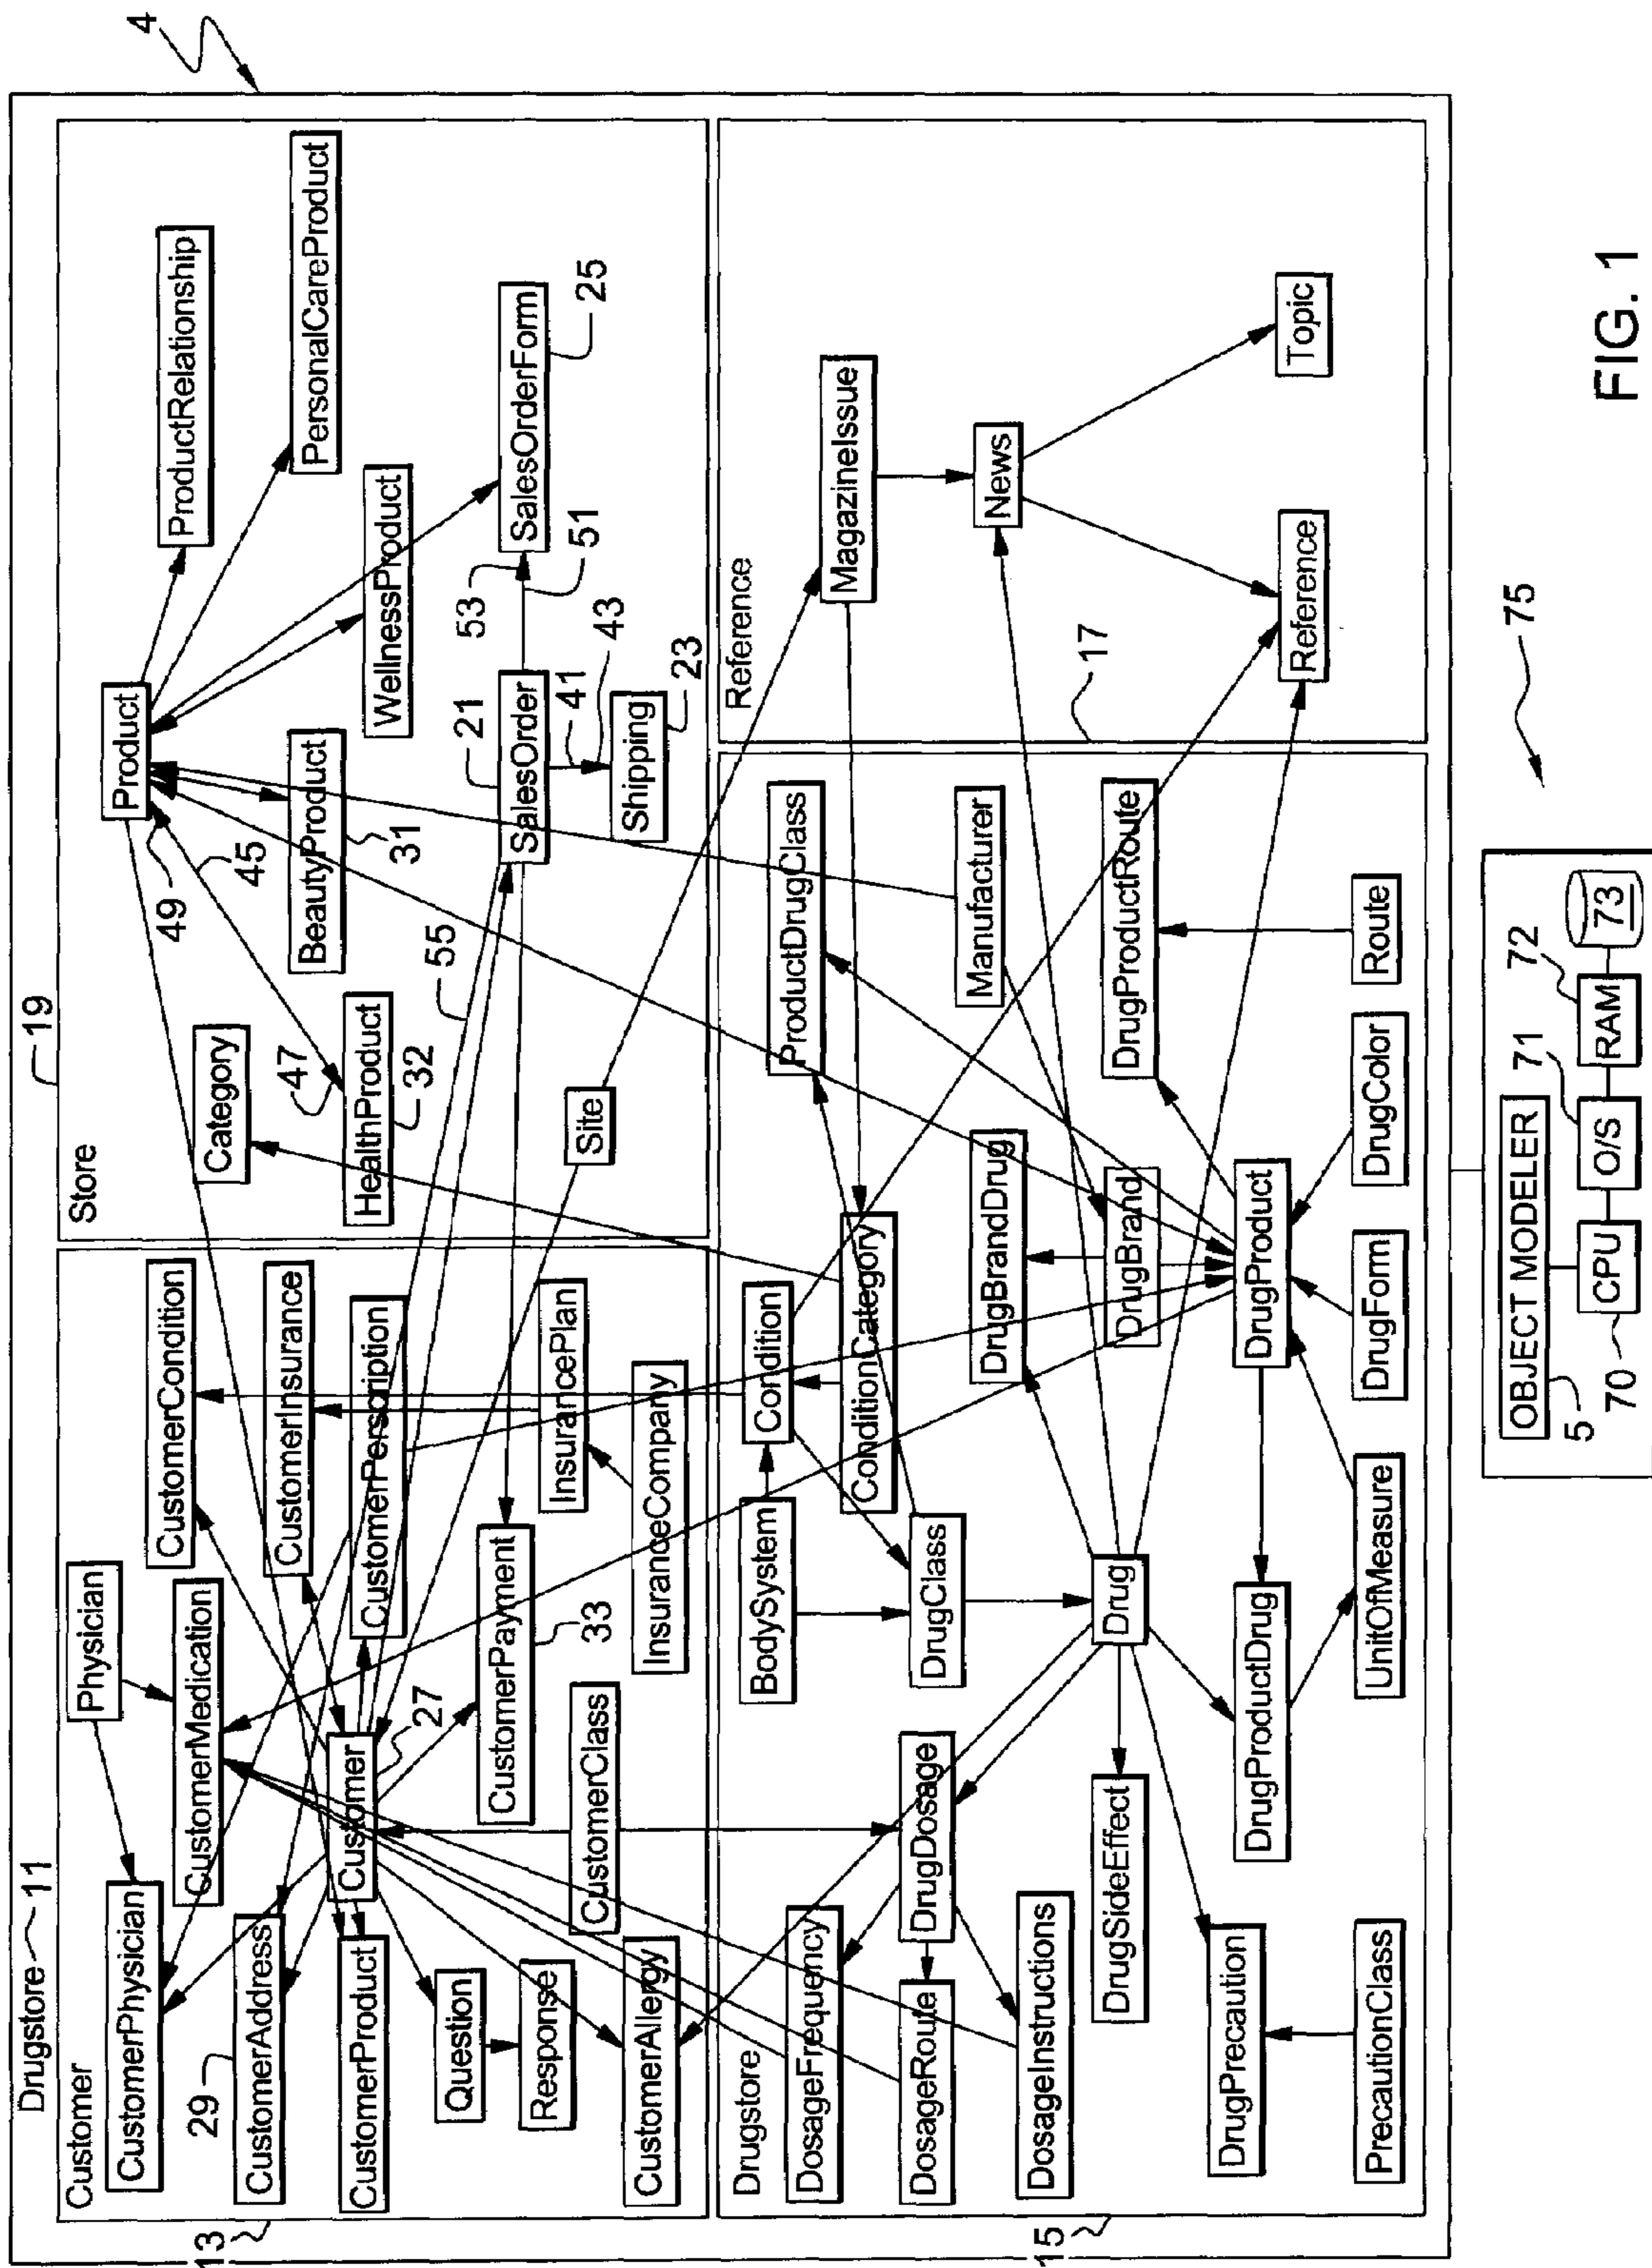 Drugstore 11
4
19
Customer
Physician
CustomerPhysician
CustomerMedication
CustomerCondition
29
CustomerAddress
CustomerInsurance
Customer
27
CustomerPerscription
CustomerProduct
Question
Response
CustomerPayment
33
InsurancePlan
InsuranceCompany
CustomerClass
CustomerAllergy
13
Store
Product
ProductRelationship
PersonalCareProduct
Category
49
45
47
HealthProduct
32
BeautyProduct
31
WellnessProduct
55
21
SalesOrder
53
51
SalesOrderForm
25
41
43
Shipping
23
Site
Drugstore
BodySystem
Condition
ConditionCategory
ProductDrugClass
DosageFrequency
DrugDosage
DrugClass
DosageRoute
DosageInstructions
Manufacturer
DrugBrandDrug
DrugBrand
DrugProductRoute
Drug
DrugSideEffect
DrugPrecaution
DrugProductDrug
DrugProduct
PrecautionClass
UnitOfMeasure
DrugForm
DrugColor
Route
15
Reference
MagazineIssue
News
Reference
Topic
17
75
OBJECT MODELER
5
70
CPU
O/S
71
RAM
72
73
FIG. 1